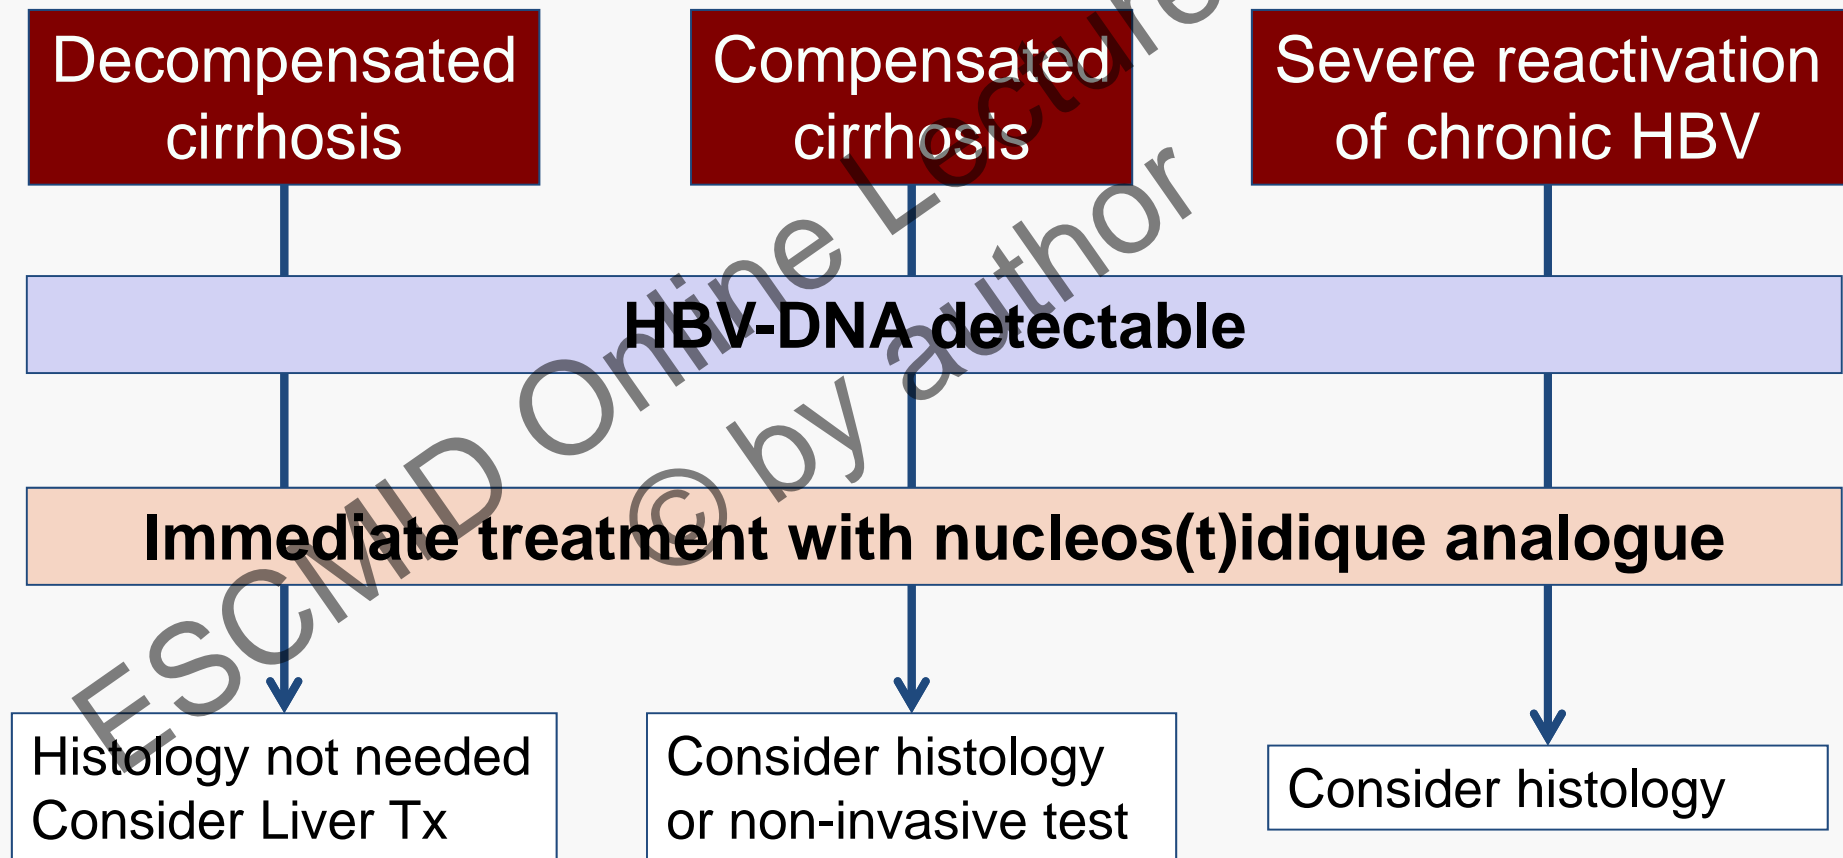 Decompensated
cirrhosis
Compensated
cirrhosis
Severe reactivation
of chronic HBV
HBV-DNA detectable
Immediate treatment with nucleos(t)idique analogue
Histology not needed
Consider Liver Tx
Consider histology
or non-invasive test
Consider histology
ESCMID Online Lecture
© by author